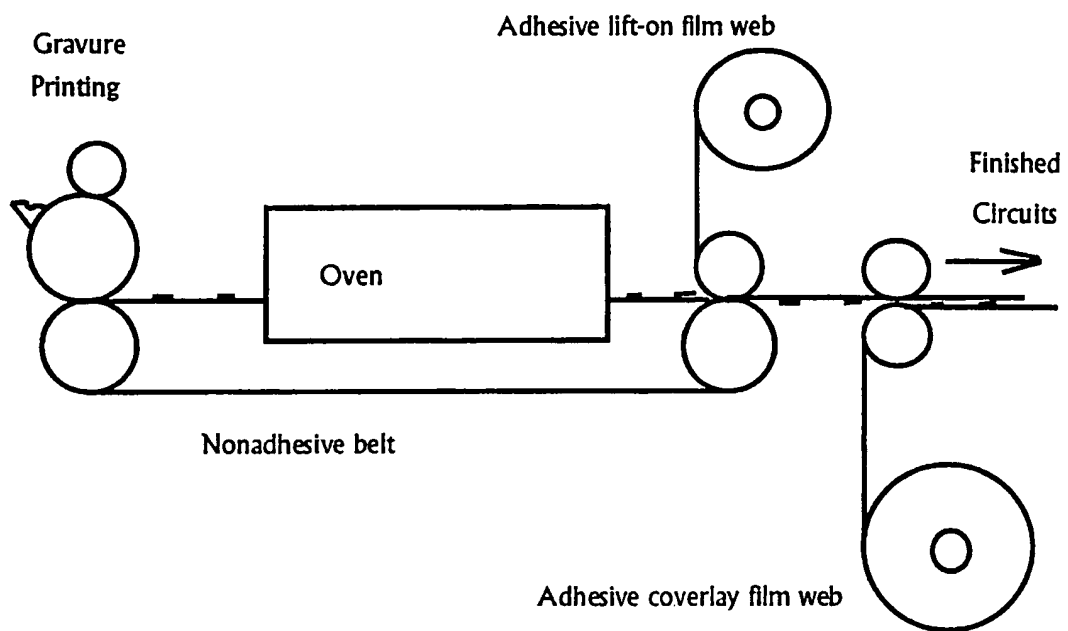 Adhesive lift-on film web
Gravure
Printing
Finished
Circuits
Oven
Nonadhesive belt
Adhesive coverlay film web